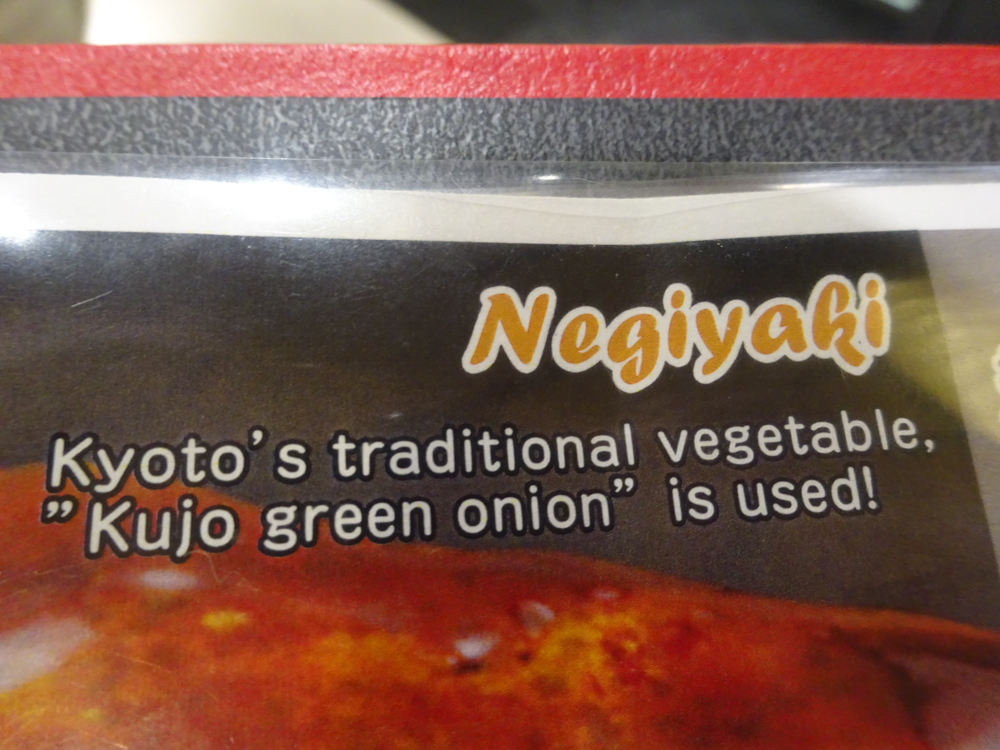 Negiyaki
Kyoto’s traditional vegetable,
”Kujo green onion” is used!